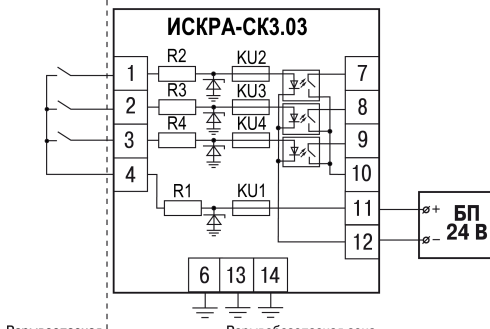 ИСКРА-СК3.03
R2 KU2
1 7
R3 KU3
2 8
R4 KU4
3 9
4 10
R1 KU1
11 + БП
12 − 24 В
6 13 14